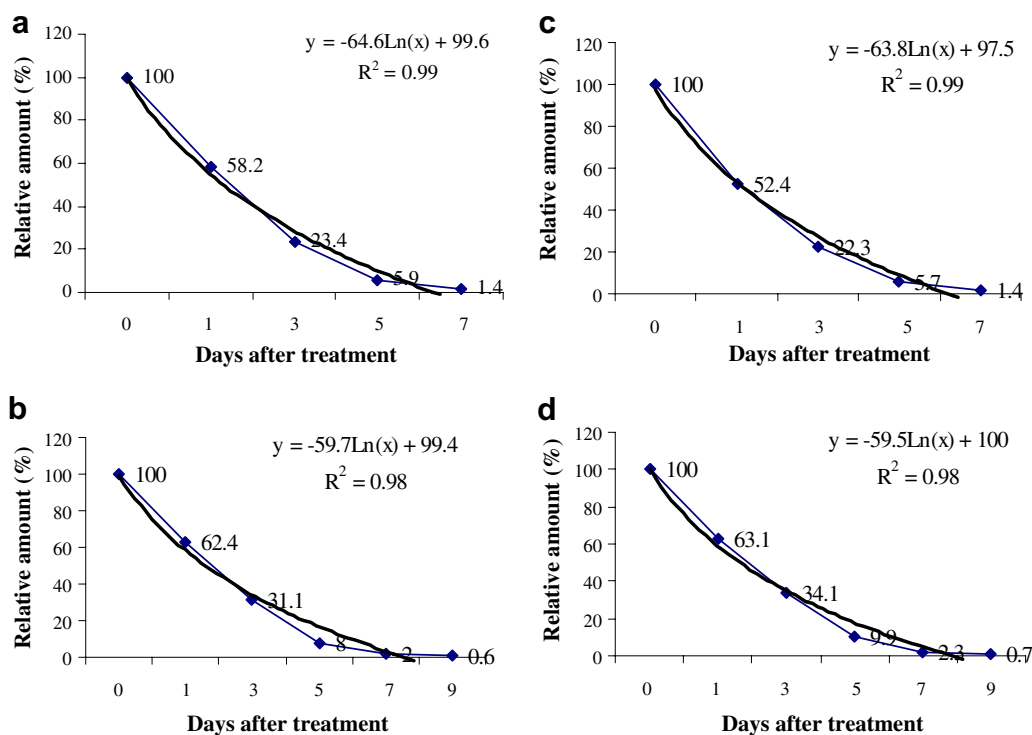 a
y = -64.6Ln(x) + 99.6
R² = 0.99
Relative amount (%)
120
100
80
60
40
20
0
100
58.2
23.4
5.9
1.4
0 1 3 5 7
Days after treatment
c
y = -63.8Ln(x) + 97.5
R² = 0.99
Relative amount (%)
120
100
80
60
40
20
0
100
52.4
22.3
5.7
1.4
0 1 3 5 7
Days after treatment
b
y = -59.7Ln(x) + 99.4
R² = 0.98
Relative amount (%)
120
100
80
60
40
20
0
100
62.4
31.1
8
2
0.6
0 1 3 5 7 9
Days after treatment
d
y = -59.5Ln(x) + 100
R² = 0.98
Relative amount (%)
120
100
80
60
40
20
0
100
63.1
34.1
9.9
2.3
0.7
0 1 3 5 7 9
Days after treatment